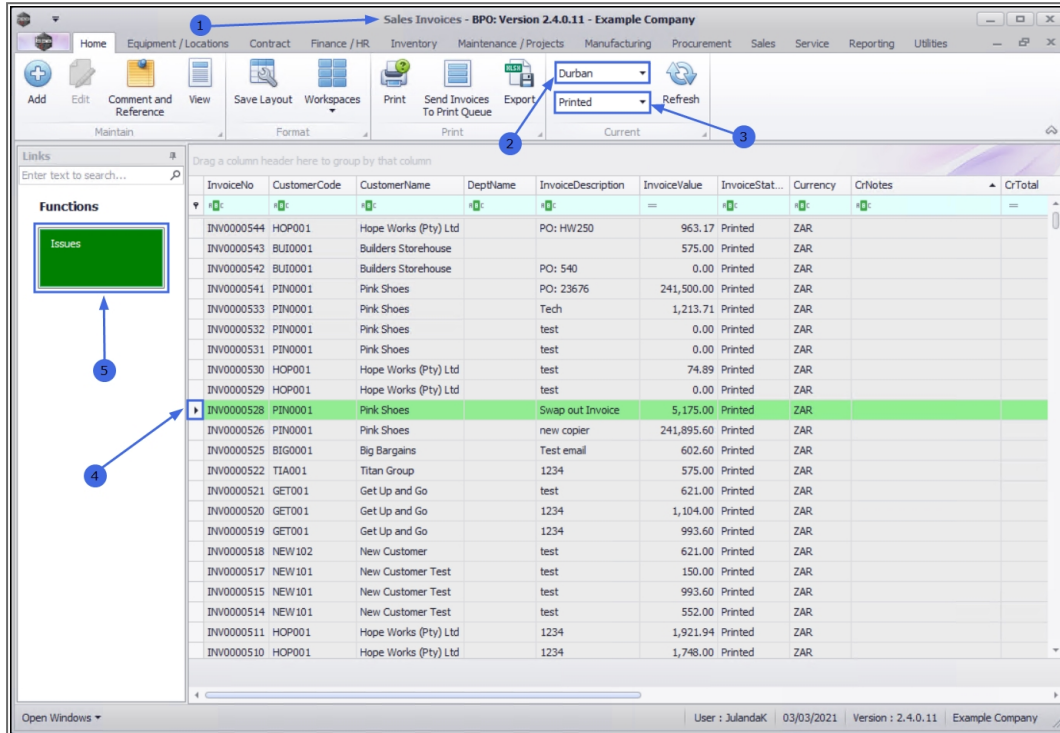 1
Sales Invoices - BPO: Version 2.4.0.11 - Example Company
Home Equipment / Locations Contract Finance / HR Inventory Maintenance / Projects Manufacturing Procurement Sales Service Reporting Utilities
Add Edit Comment and Reference View Save Layout Workspaces Print Send Invoices To Print Queue Export
Durban
Printed
Refresh
2
3
Maintain Format Print Current
Links
Enter text to search...
Functions
Issues
5
4
Drag a column header here to group by that column
InvoiceNo CustomerCode CustomerName DeptName InvoiceDescription InvoiceValue InvoiceStat... Currency CrNotes CrTotal
INV0000544 HOP001 Hope Works (Pty) Ltd PO: HW250 963.17 Printed ZAR
INV0000543 BUI0001 Builders Storehouse 575.00 Printed ZAR
INV0000542 BUI0001 Builders Storehouse PO: 540 0.00 Printed ZAR
INV0000541 PIN0001 Pink Shoes PO: 23676 241,500.00 Printed ZAR
INV0000533 PIN0001 Pink Shoes Tech 1,213.71 Printed ZAR
INV0000532 PIN0001 Pink Shoes test 0.00 Printed ZAR
INV0000531 PIN0001 Pink Shoes test 0.00 Printed ZAR
INV0000530 HOP001 Hope Works (Pty) Ltd test 74.89 Printed ZAR
INV0000529 HOP001 Hope Works (Pty) Ltd test 0.00 Printed ZAR
INV0000528 PIN0001 Pink Shoes Swap out Invoice 5,175.00 Printed ZAR
INV0000526 PIN0001 Pink Shoes new copier 241,895.60 Printed ZAR
INV0000525 BIG0001 Big Bargains Test email 602.60 Printed ZAR
INV0000522 TIA001 Titan Group 1234 575.00 Printed ZAR
INV0000521 GET001 Get Up and Go test 621.00 Printed ZAR
INV0000520 GET001 Get Up and Go 1234 1,104.00 Printed ZAR
INV0000519 GET001 Get Up and Go 1234 993.60 Printed ZAR
INV0000518 NEW102 New Customer test 621.00 Printed ZAR
INV0000517 NEW101 New Customer Test test 150.00 Printed ZAR
INV0000515 NEW101 New Customer Test test 993.60 Printed ZAR
INV0000514 NEW101 New Customer Test test 552.00 Printed ZAR
INV0000511 HOP001 Hope Works (Pty) Ltd 1234 1,921.94 Printed ZAR
INV0000510 HOP001 Hope Works (Pty) Ltd 1234 1,748.00 Printed ZAR
Open Windows User : JulandaK 03/03/2021 Version : 2.4.0.11 Example Company